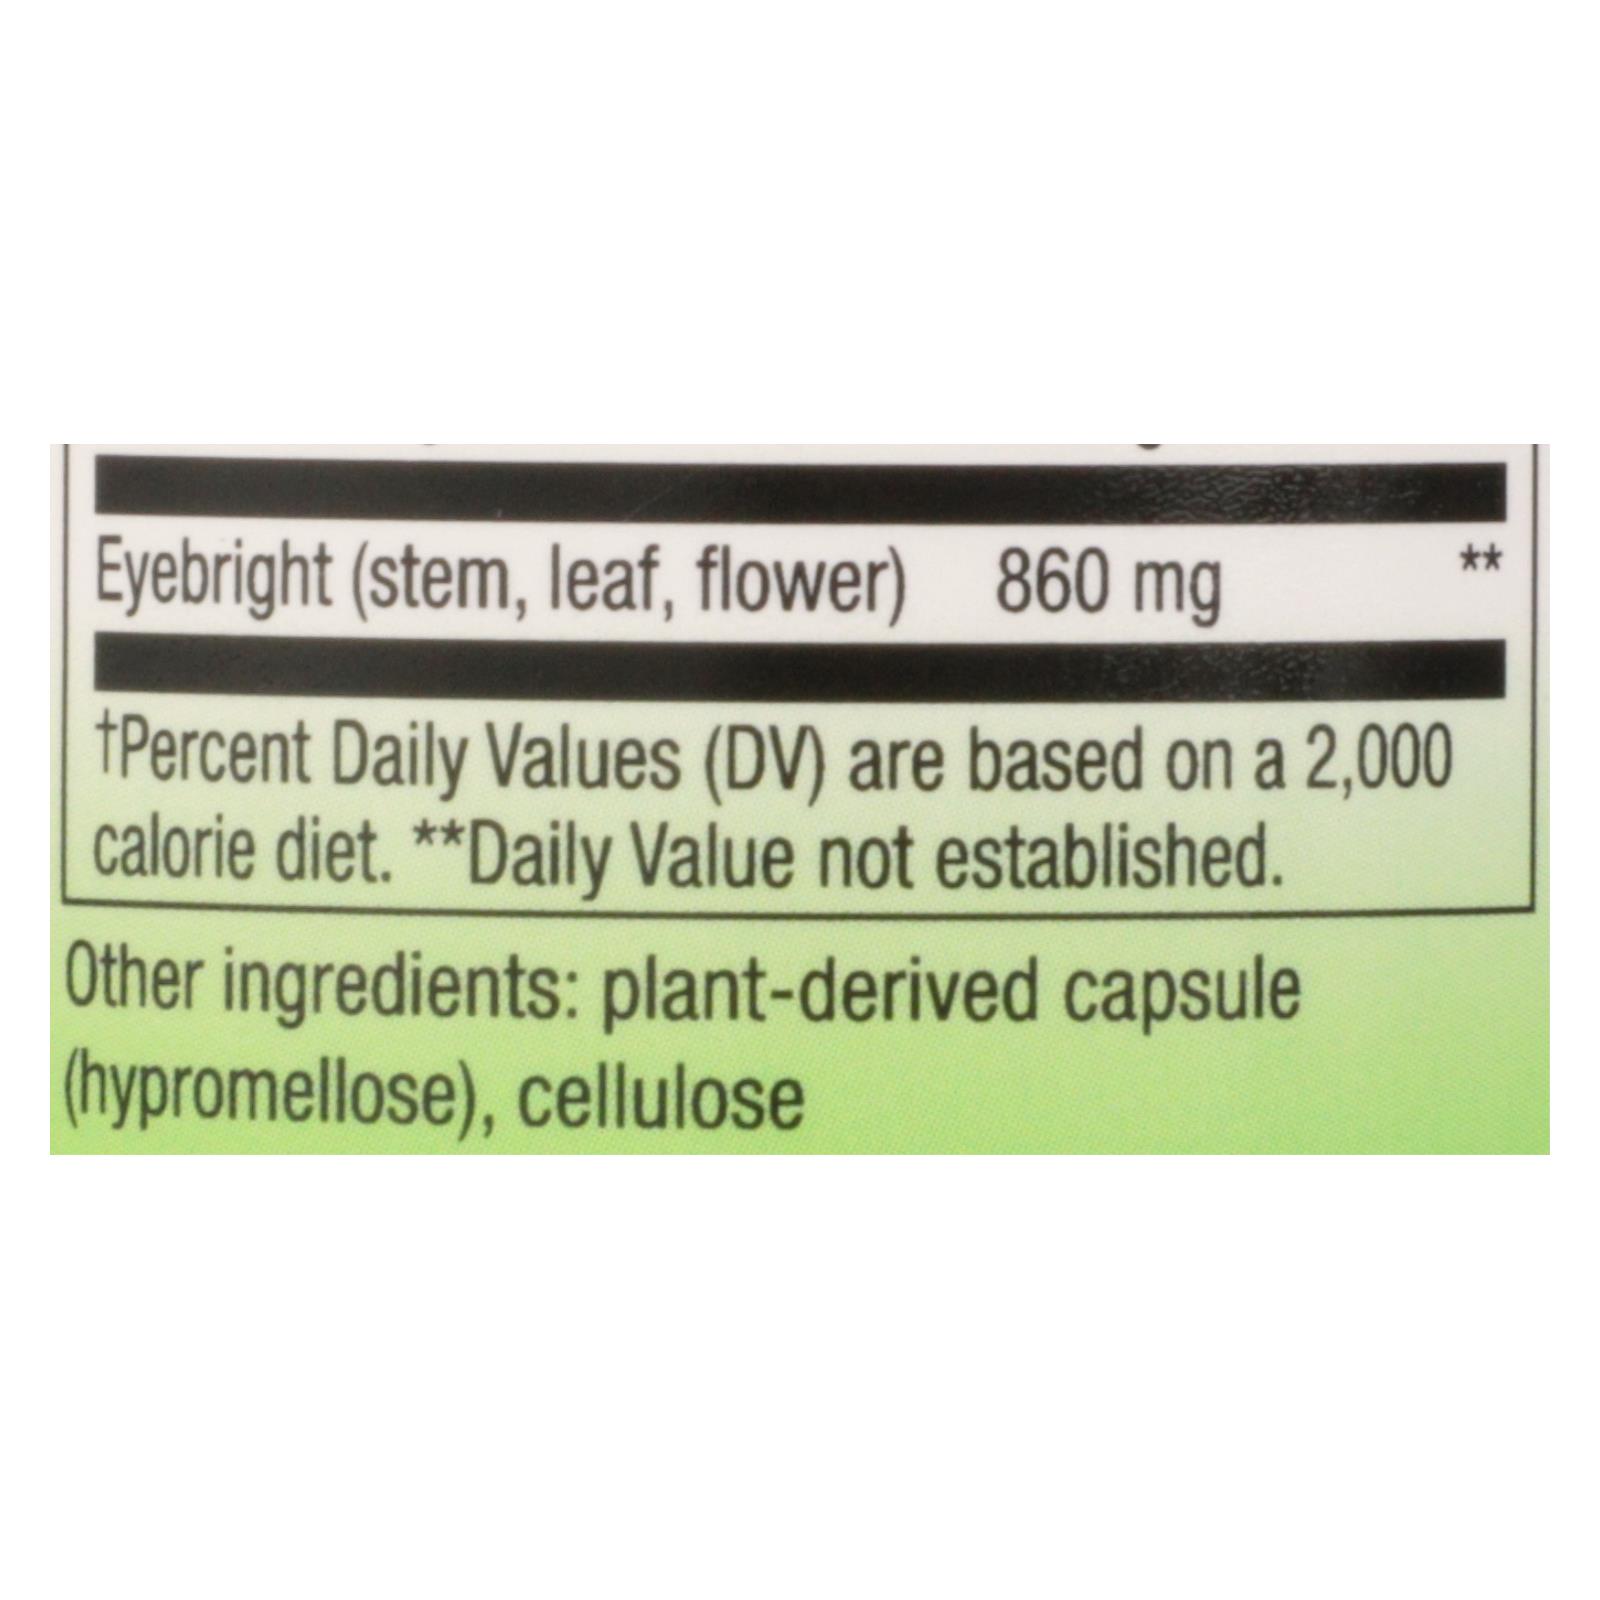 Eyebright (stem, leaf, flower) 860 mg **
†Percent Daily Values (DV) are based on a 2,000
calorie diet. **Daily Value not established.
Other ingredients: plant-derived capsule
(hypromellose), cellulose